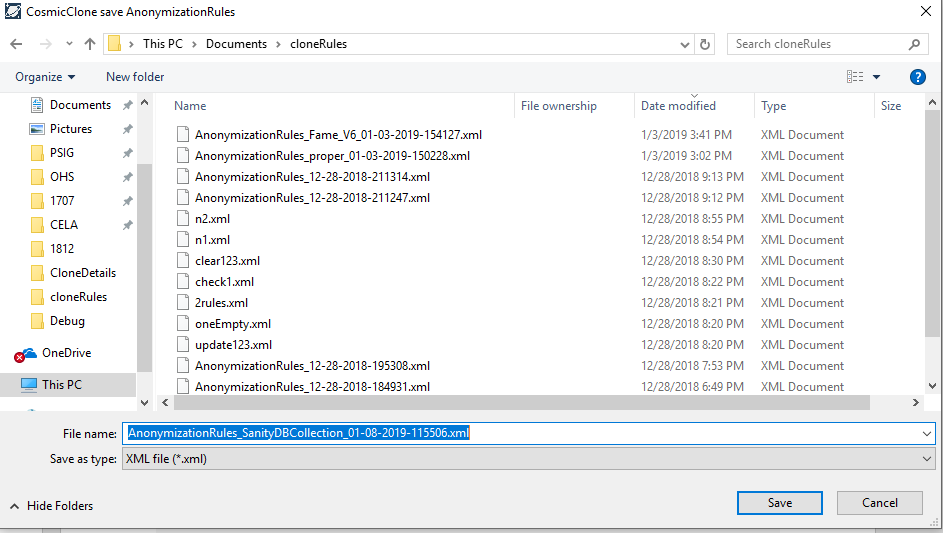 CosmicClone save AnonymizationRules
This PC > Documents > cloneRules
Search cloneRules
Organize
New folder
?
Documents
Pictures
PSIG
OHS
1707
CELA
1812
CloneDetails
cloneRules
Debug
OneDrive
This PC
Name File ownership Date modified Type Size
AnonymizationRules_Fame_V6_01-03-2019-154127.xml 1/3/2019 3:41 PM XML Document
AnonymizationRules_proper_01-03-2019-150228.xml 1/3/2019 3:02 PM XML Document
AnonymizationRules_12-28-2018-211314.xml 12/28/2018 9:13 PM XML Document
AnonymizationRules_12-28-2018-211247.xml 12/28/2018 9:12 PM XML Document
n2.xml 12/28/2018 8:55 PM XML Document
n1.xml 12/28/2018 8:54 PM XML Document
clear123.xml 12/28/2018 8:30 PM XML Document
check1.xml 12/28/2018 8:22 PM XML Document
2rules.xml 12/28/2018 8:21 PM XML Document
oneEmpty.xml 12/28/2018 8:20 PM XML Document
update123.xml 12/28/2018 8:20 PM XML Document
AnonymizationRules_12-28-2018-195308.xml 12/28/2018 7:53 PM XML Document
AnonymizationRules_12-28-2018-184931.xml 12/28/2018 6:49 PM XML Document
File name: AnonymizationRules_SanityDBCollection_01-08-2019-115506.xml
Save as type: XML file (*.xml)
Hide Folders
Save
Cancel